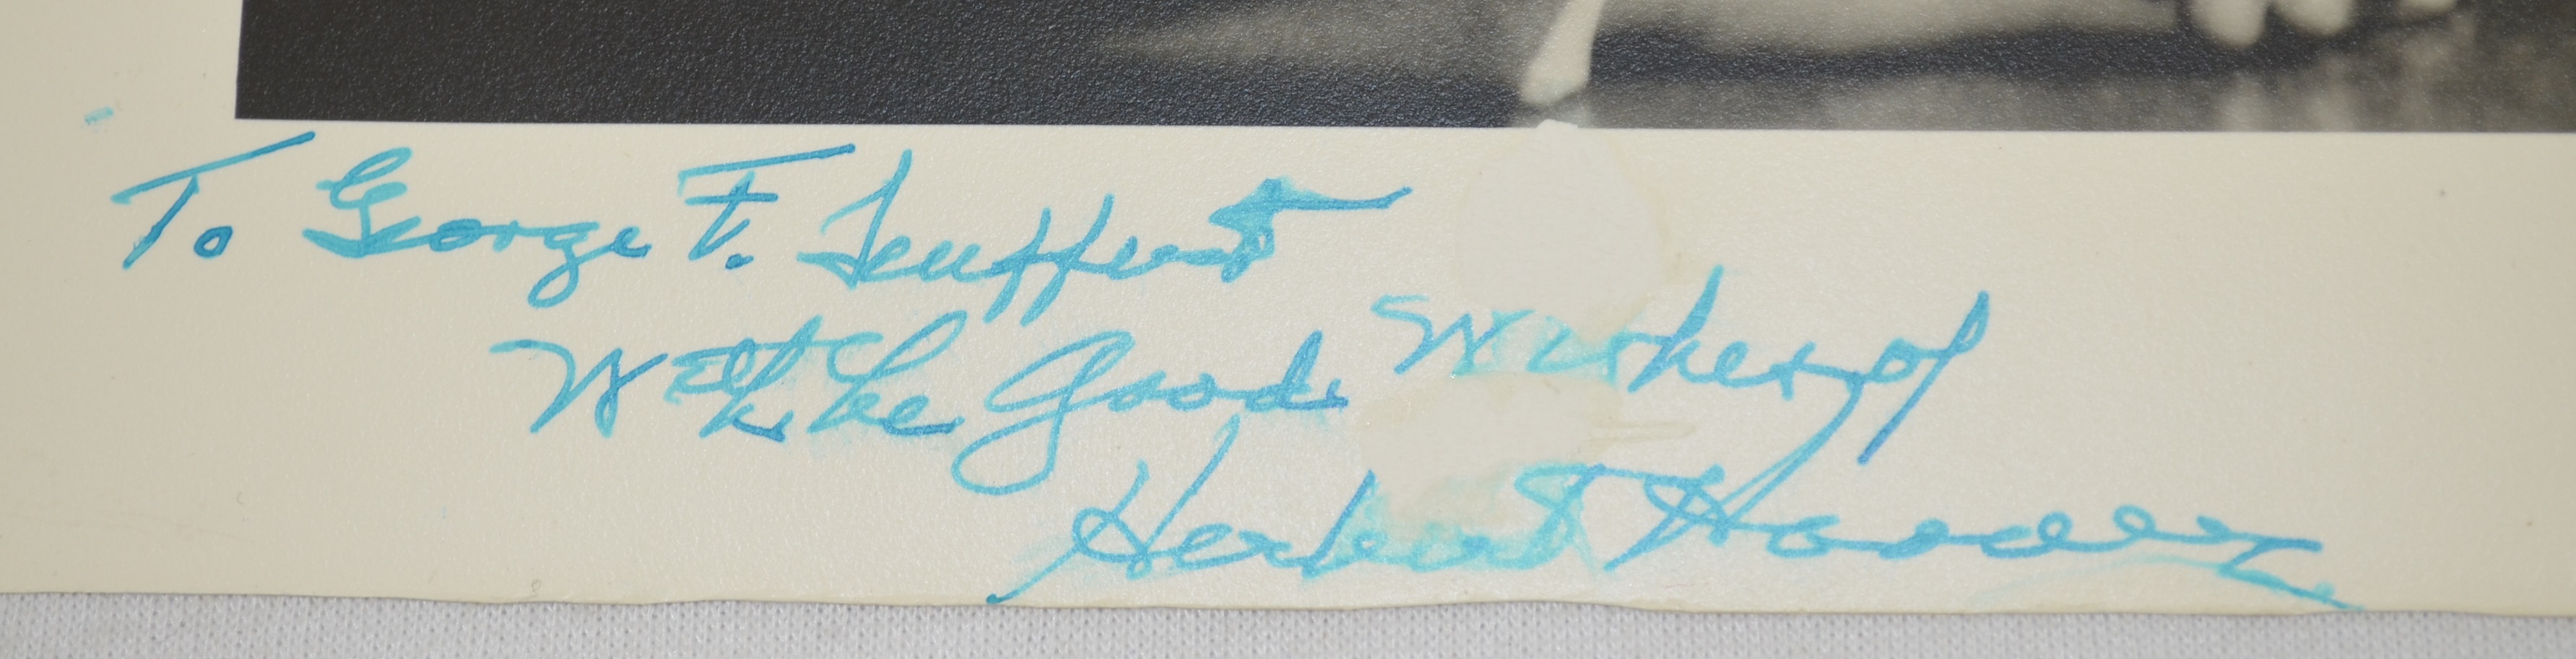 To George F. Seuffert
With the Good Wishes of
Herbert Hoover